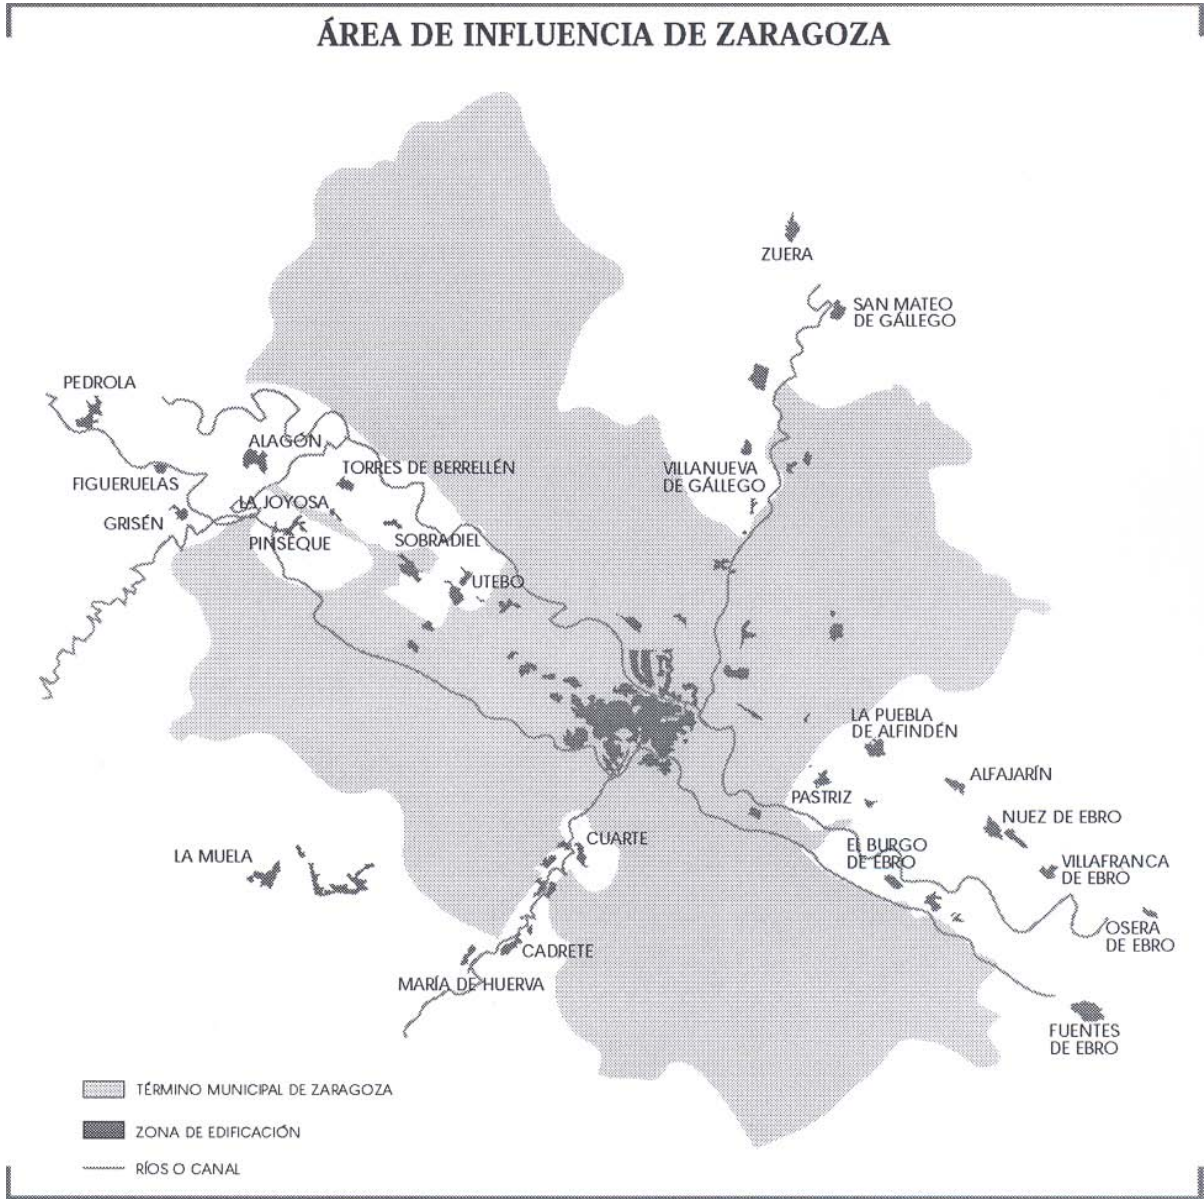 ÁREA DE INFLUENCIA DE ZARAGOZA
ZUERA
SAN MATEO
DE GÁLLEGO
PEDROLA
ALAGÓN
TORRES DE BERRELLÉN
VILLANUEVA
DE GÁLLEGO
FIGUERUELAS
LA JOYOSA
GRISÉN
PINSEQUE
SOBRADIEL
UTEBO
LA PUEBLA
DE ALFINDÉN
ALFAJARÍN
PASTRIZ
NUEZ DE EBRO
CUARTE
EL BURGO
DE EBRO
LA MUELA
VILLAFRANCA
DE EBRO
OSERA
DE EBRO
CADRETE
MARÍA DE HUERVA
FUENTES
DE EBRO
TÉRMINO MUNICIPAL DE ZARAGOZA
ZONA DE EDIFICACIÓN
RÍOS O CANAL